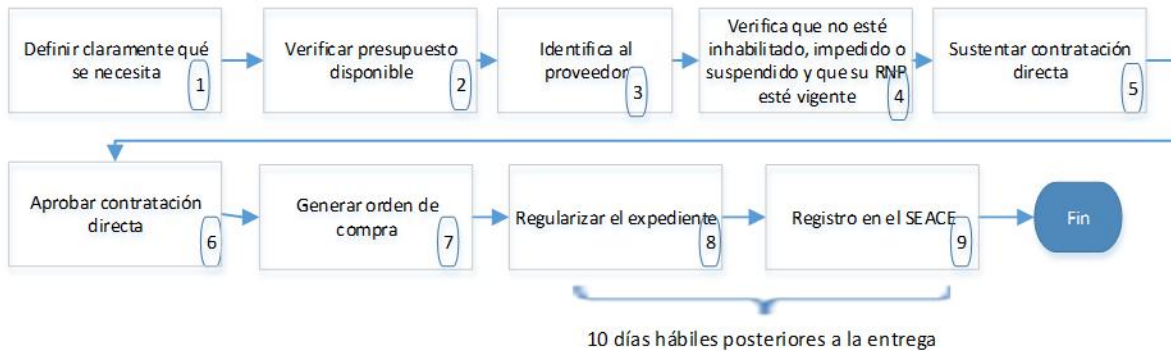 Definir claramente qué
se necesita
1
Verificar presupuesto
disponible
2
Identifica al
proveedor
3
Verifica que no esté
inhabilitado, impedido o
suspendido y que su RNP
esté vigente
4
Sustentar contratación
directa
5
Aprobar contratación
directa
6
Generar orden de
compra
7
Regularizar el expediente
8
Registro en el SEACE
9
Fin
10 días hábiles posteriores a la entrega